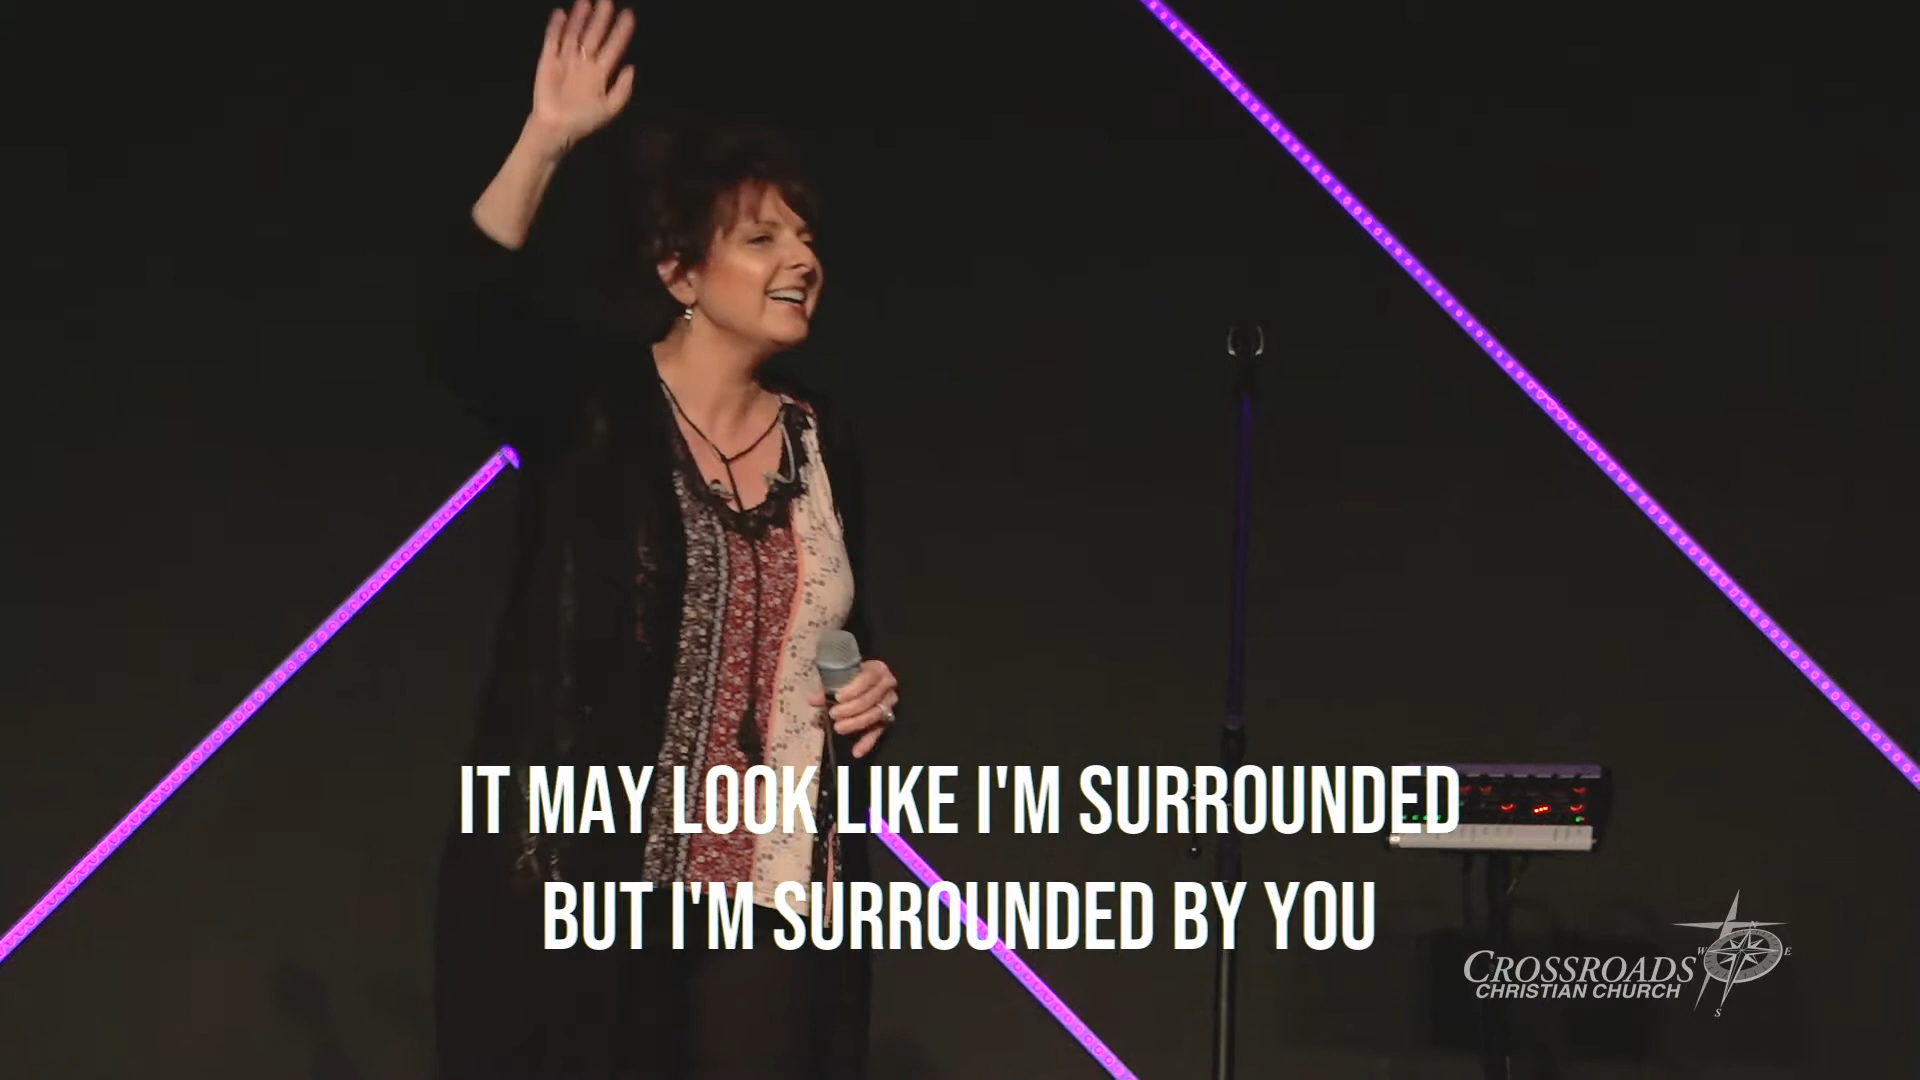 IT MAY LOOK LIKE I'M SURROUNDED
BUT I'M SURROUNDED BY YOU
CROSSROADS
CHRISTIAN CHURCH
N
W
E
S